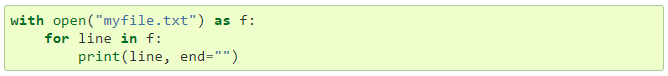 with open("myfile.txt") as f:
    for line in f:
        print(line, end="")